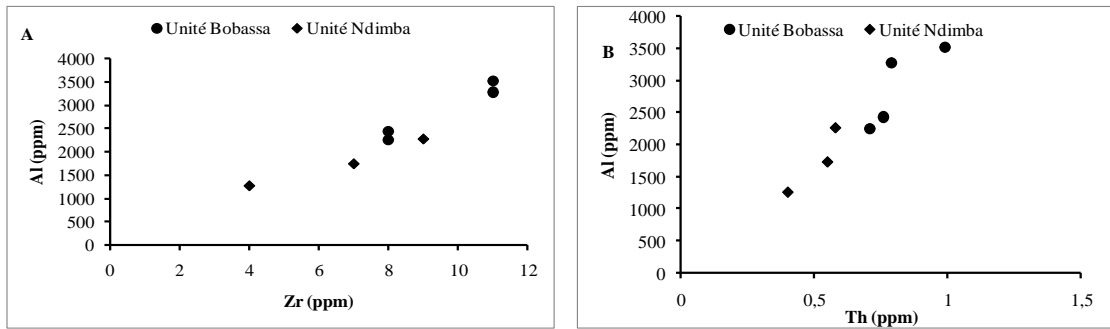 A
Unité Bobassa
Unité Ndimba
4000
3500
3000
2500
2000
1500
1000
500
0
Al (ppm)
0 2 4 6 8 10 12
Zr (ppm)
B
Unité Bobassa
Unité Ndimba
4000
3500
3000
2500
2000
1500
1000
500
0
Al (ppm)
0 0,5 1 1,5
Th (ppm)